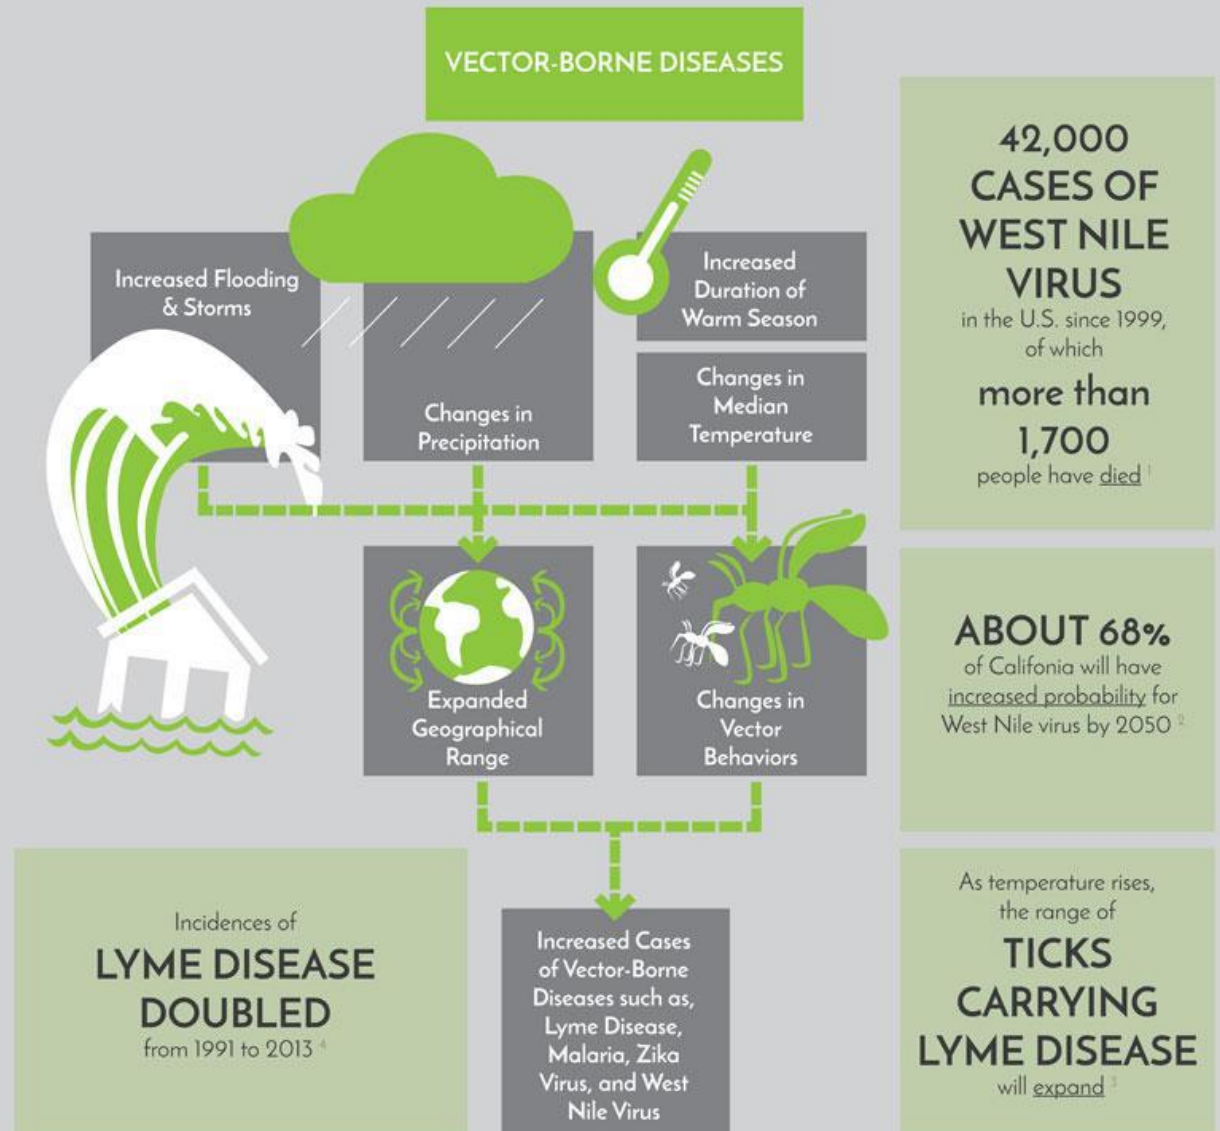 VECTOR-BORNE DISEASES
Increased Flooding
& Storms
Changes in
Precipitation
Increased
Duration of
Warm Season
Changes in
Median
Temperature
Expanded
Geographical
Range
Changes in
Vector
Behaviors
Increased Cases
of Vector-Borne
Diseases such as,
Lyme Disease,
Malaria, Zika
Virus, and West
Nile Virus
42,000
CASES OF
WEST NILE
VIRUS
in the U.S. since 1999,
of which
more than
1,700
people have died 1
ABOUT 68%
of Califonia will have
increased probability for
West Nile virus by 2050 2
As temperature rises,
the range of
TICKS
CARRYING
LYME DISEASE
will expand 3
Incidences of
LYME DISEASE
DOUBLED
from 1991 to 2013 4